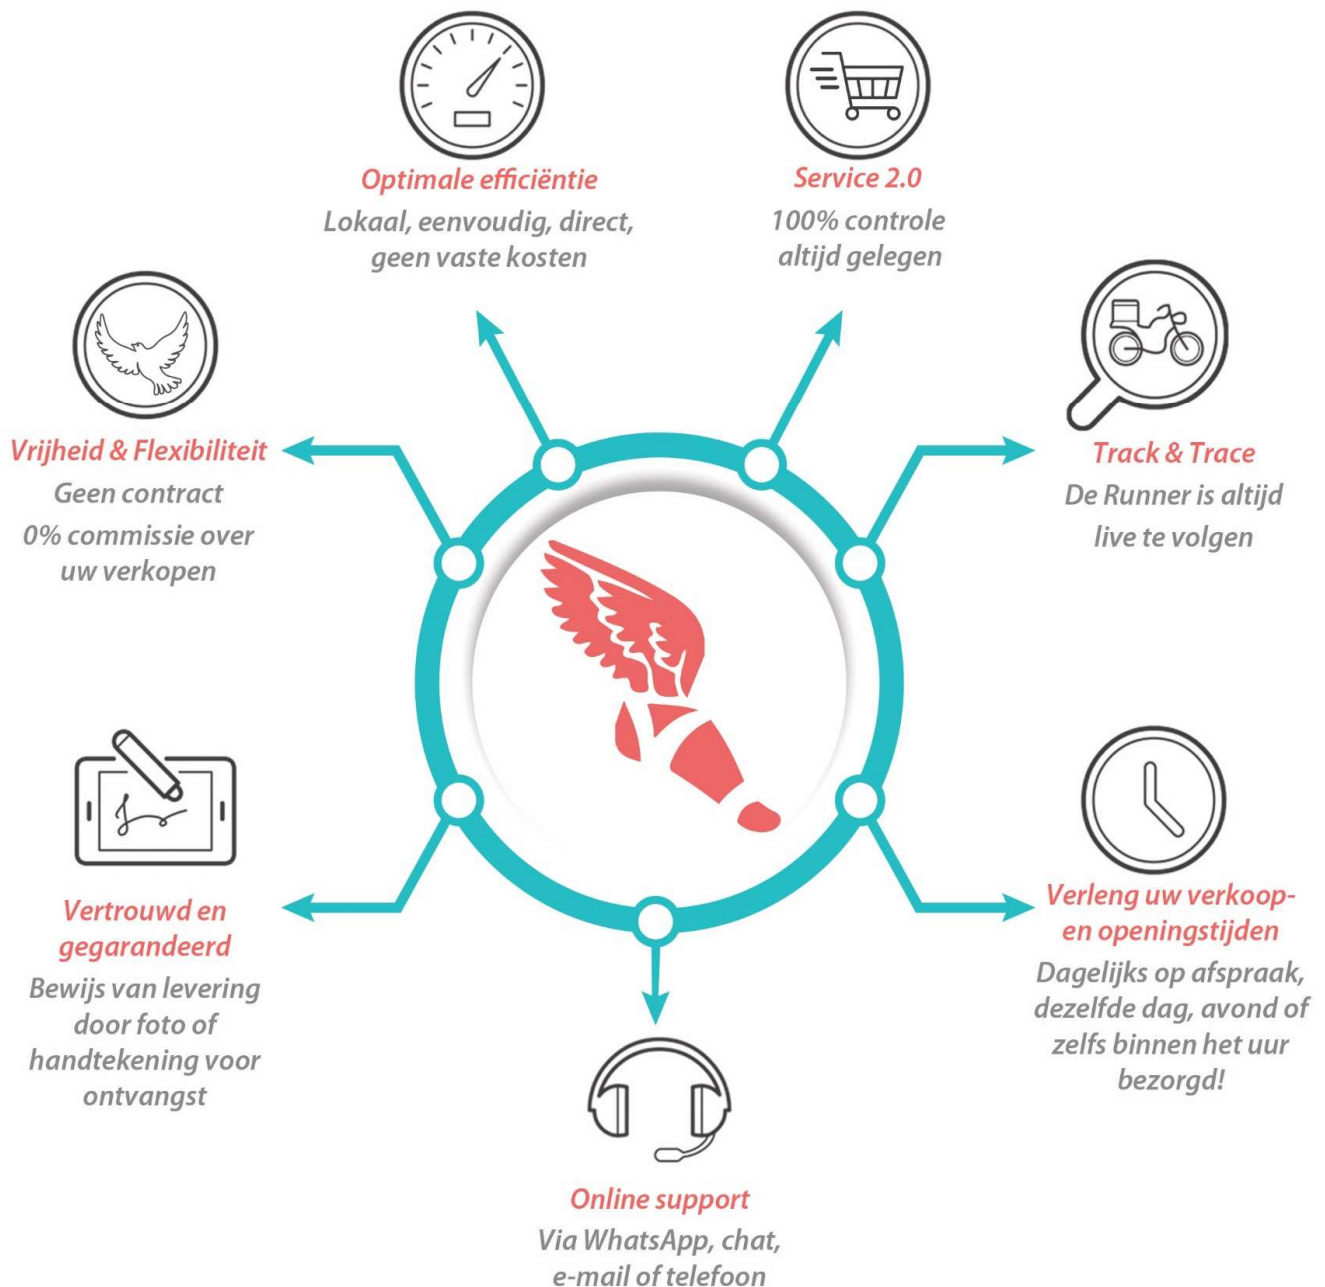 Optimale efficiëntie
Lokaal, eenvoudig, direct,
geen vaste kosten
Service 2.0
100% controle
altijd gelegen
Vrijheid & Flexibiliteit
Geen contract
0% commissie over
uw verkopen
Track & Trace
De Runner is altijd
live te volgen
Vertrouwd en
gegarandeerd
Bewijs van levering
door foto of
handtekening voor
ontvangst
Verleng uw verkoop-
en openingstijden
Dagelijks op afspraak,
dezelfde dag, avond of
zelfs binnen het uur
bezorgd!
Online support
Via WhatsApp, chat,
e-mail of telefoon